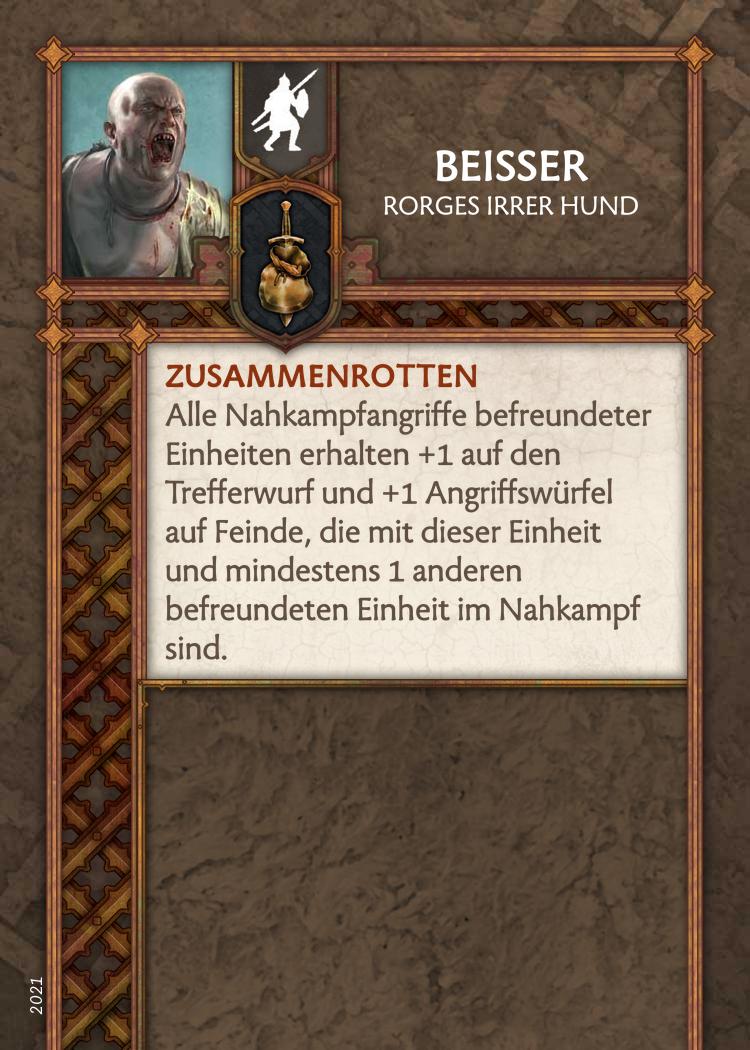 BEISSER
RORGES IRRER HUND
ZUSAMMENROTTEN
Alle Nahkampfangriffe befreundeter
Einheiten erhalten +1 auf den
Trefferwurf und +1 Angriffswürfel
auf Feinde, die mit dieser Einheit
und mindestens 1 anderen
befreundeten Einheit im Nahkampf
sind.
2021